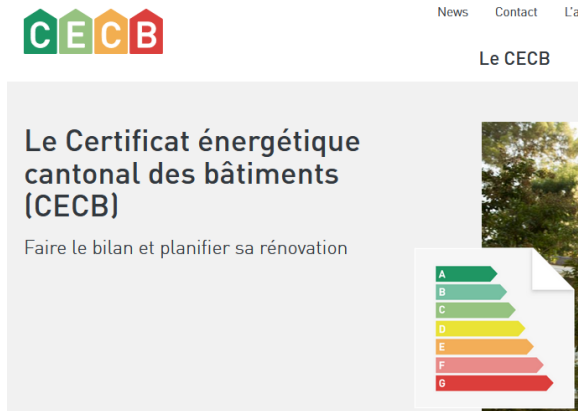 News Contact
CECB
Le CECB
Le Certificat énergétique
cantonal des bâtiments
(CECB)
Faire le bilan et planifier sa rénovation
A
B
C
D
E
F
G